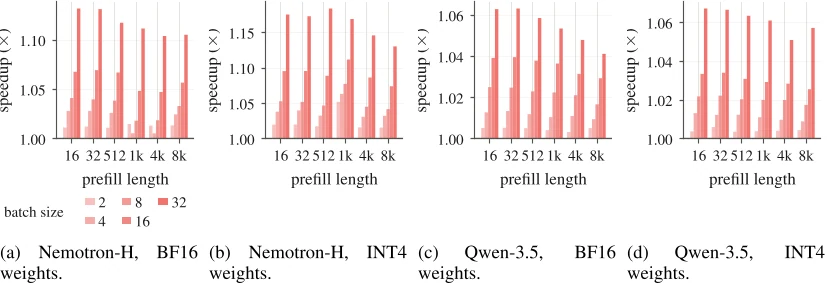 speedup (×)
1.10
1.05
1.00
16 32 512 1k 4k 8k
prefill length
speedup (×)
1.15
1.10
1.05
1.00
16 32 512 1k 4k 8k
prefill length
speedup (×)
1.06
1.04
1.02
1.00
16 32 512 1k 4k 8k
prefill length
speedup (×)
1.06
1.04
1.02
1.00
16 32 512 1k 4k 8k
prefill length
batch size
2 8 32
4 16
(a) Nemotron-H, BF16
weights.
(b) Nemotron-H, INT4
weights.
(c) Qwen-3.5, BF16
weights.
(d) Qwen-3.5, INT4
weights.